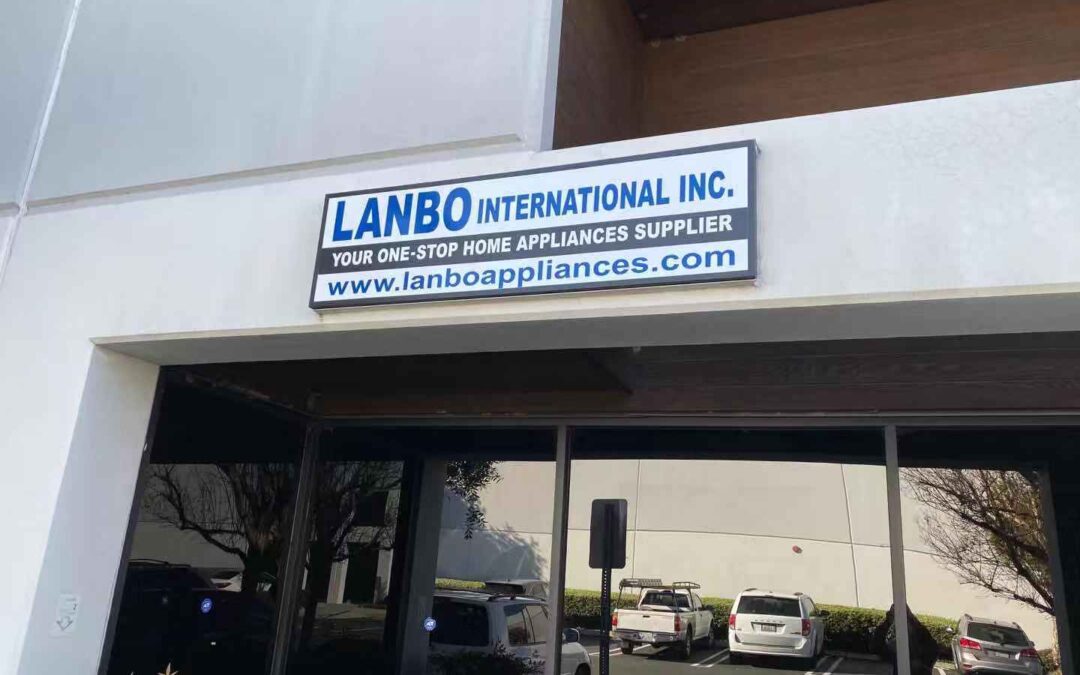 LANBO INTERNATIONAL INC.
YOUR ONE-STOP HOME APPLIANCES SUPPLIER
www.lanboappliances.com